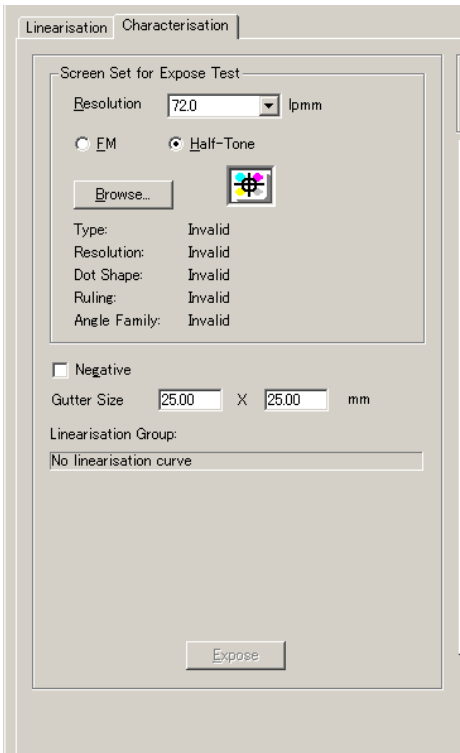 Linearisation Characterisation
Screen Set for Expose Test
Resolution 72.0 lpmm
FM Half-Tone
Browse...
Type: Invalid
Resolution: Invalid
Dot Shape: Invalid
Ruling: Invalid
Angle Family: Invalid
Negative
Gutter Size 25.00 X 25.00 mm
Linearisation Group:
No linearisation curve
Expose